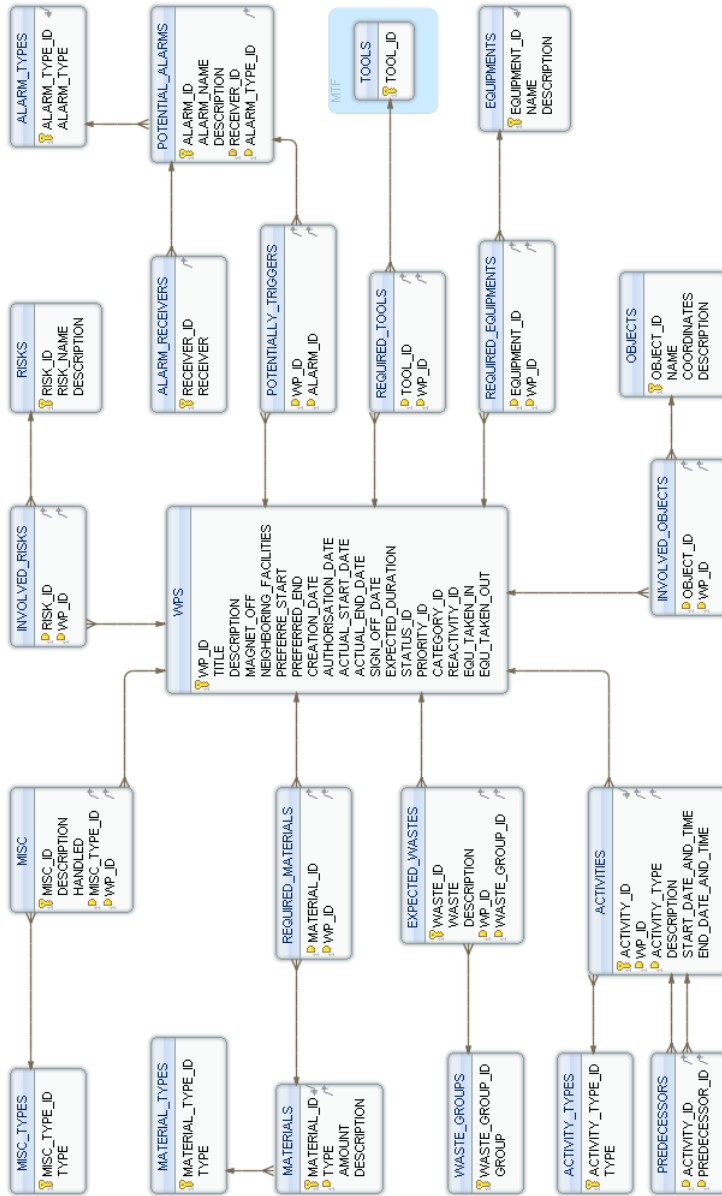 MISC_TYPES
MISC_TYPE_ID
TYPE
MISC
MISC_ID
DESCRIPTION
HANDLED
MISC_TYPE_ID
WP_ID
INVOLVED_RISKS
RISK_ID
WP_ID
RISKS
RISK_ID
RISK_NAME
DESCRIPTION
ALARM_TYPES
ALARM_TYPE_ID
ALARM_TYPE
MATERIAL_TYPES
MATERIAL_TYPE_ID
TYPE
WPS
WP_ID
TITLE
DESCRIPTION
MAGNET_OFF
NEIGHBORING_FACILITIES
PREFERRE_START
PREFERRED_END
CREATION_DATE
AUTHORISATION_DATE
ACTUAL_START_DATE
ACTUAL_END_DATE
SIGN_OFF_DATE
EXPECTED_DURATION
STATUS_ID
PRIORITY_ID
CATEGORY_ID
REACTIVITY_ID
EQU_TAKEN_IN
EQU_TAKEN_OUT
ALARM_RECEIVERS
RECEIVER_ID
RECEIVER
POTENTIAL_ALARMS
ALARM_ID
ALARM_NAME
DESCRIPTION
RECEIVER_ID
ALARM_TYPE_ID
MATERIALS
MATERIAL_ID
TYPE
AMOUNT
DESCRIPTION
REQUIRED_MATERIALS
MATERIAL_ID
WP_ID
POTENTIALLY_TRIGGERS
WP_ID
ALARM_ID
MTF
TOOLS
TOOL_ID
REQUIRED_TOOLS
TOOL_ID
WP_ID
WASTE_GROUPS
WASTE_GROUP_ID
GROUP
EXPECTED_WASTES
WASTE_ID
WASTE
DESCRIPTION
WP_ID
WASTE_GROUP_ID
REQUIRED_EQUIPMENTS
EQUIPMENT_ID
WP_ID
EQUIPMENTS
EQUIPMENT_ID
NAME
DESCRIPTION
ACTIVITY_TYPES
ACTIVITY_TYPE_ID
TYPE
ACTIVITIES
ACTIVITY_ID
WP_ID
ACTIVITY_TYPE
DESCRIPTION
START_DATE_AND_TIME
END_DATE_AND_TIME
OBJECTS
OBJECT_ID
NAME
COORDINATES
DESCRIPTION
PREDECESSORS
ACTIVITY_ID
PREDECESSOR_ID
INVOLVED_OBJECTS
OBJECT_ID
WP_ID